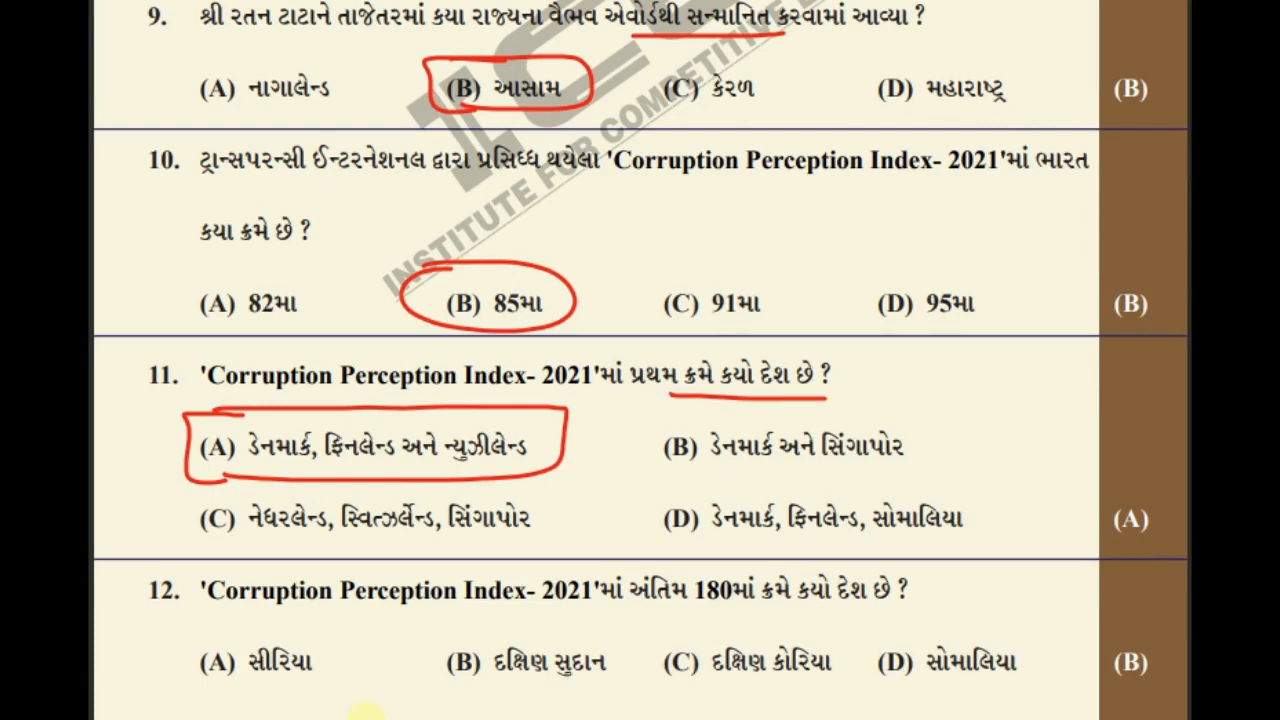 9. શ્રી રતન ટાટાને તાજેતરમાં કયા રાજ્યના વૈભવ એવોર્ડથી સન્માનિત કરવામાં આવ્યા ?
(A) નાગાલેન્ડ (B) આસામ (C) કેરળ (D) મહારાષ્ટ્ર (B)
10. ટ્રાન્સપરન્સી ઈન્ટરનેશનલ દ્વારા પ્રસિધ્ધ થયેલા 'Corruption Perception Index- 2021'માં ભારત
કયા ક્રમે છે ?
(A) 82મા (B) 85મા (C) 91મા (D) 95મા (B)
11. 'Corruption Perception Index- 2021'માં પ્રથમ ક્રમે કયો દેશ છે ?
(A) ડેનમાર્ક, ફિનલેન્ડ અને ન્યુઝીલેન્ડ (B) ડેનમાર્ક અને સિંગાપોર
(C) નેધરલેન્ડ, સ્વિત્ઝર્લેન્ડ, સિંગાપોર (D) ડેનમાર્ક, ફિનલેન્ડ, સોમાલિયા (A)
12. 'Corruption Perception Index- 2021'માં અંતિમ 180માં ક્રમે કયો દેશ છે ?
(A) સીરિયા (B) દક્ષિણ સુદાન (C) દક્ષિણ કોરિયા (D) સોમાલિયા (B)
INSTITUTE FOR COMPETITIVE